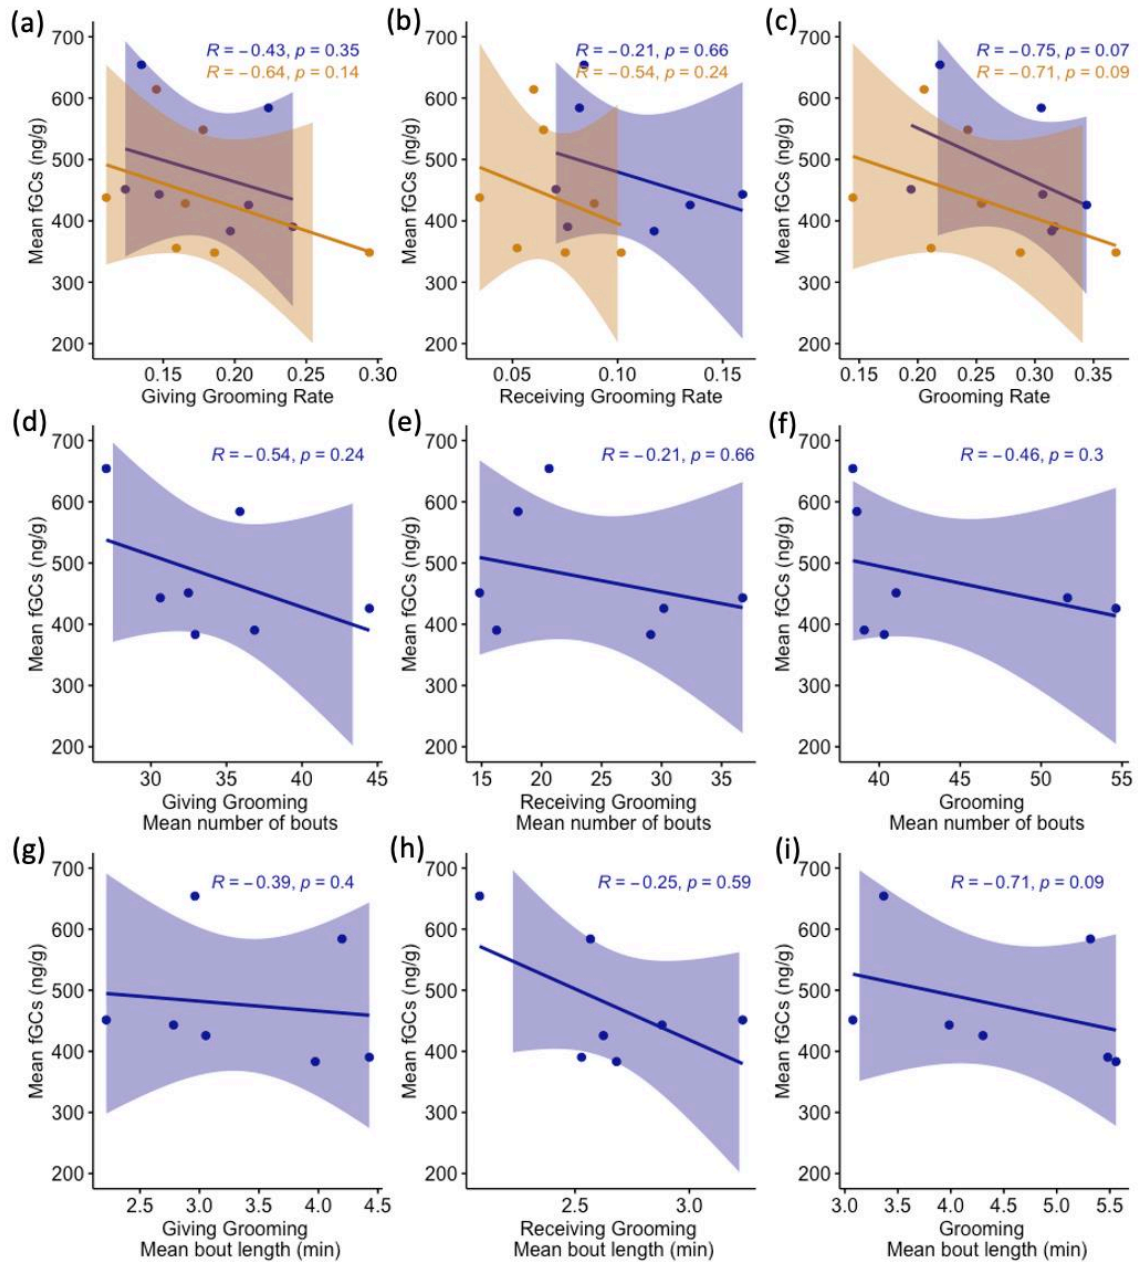 (a) (b) (c)
R = −0.43, p = 0.35 R = −0.21, p = 0.66 R = −0.75, p = 0.07
R = −0.64, p = 0.14 R = −0.54, p = 0.24 R = −0.71, p = 0.09
Mean fGCs (ng/g) Mean fGCs (ng/g) Mean fGCs (ng/g)
700 700 700
600 600 600
500 500 500
400 400 400
300 300 300
200 200 200
0.15 0.20 0.25 0.30 0.05 0.10 0.15 0.15 0.20 0.25 0.30 0.35
Giving Grooming Rate Receiving Grooming Rate Grooming Rate
(d) (e) (f)
R = −0.54, p = 0.24 R = −0.21, p = 0.66 R = −0.46, p = 0.3
Mean fGCs (ng/g) Mean fGCs (ng/g) Mean fGCs (ng/g)
700 700 700
600 600 600
500 500 500
400 400 400
300 300 300
200 200 200
30 35 40 45 15 20 25 30 35 40 45 50 55
Giving Grooming Receiving Grooming Grooming
Mean number of bouts Mean number of bouts Mean number of bouts
(g) (h) (i)
R = −0.39, p = 0.4 R = −0.25, p = 0.59 R = −0.71, p = 0.09
Mean fGCs (ng/g) Mean fGCs (ng/g) Mean fGCs (ng/g)
700 700 700
600 600 600
500 500 500
400 400 400
300 300 300
200 200 200
2.5 3.0 3.5 4.0 4.5 2.5 3.0 3.0 3.5 4.0 4.5 5.0 5.5
Giving Grooming Receiving Grooming Grooming
Mean bout length (min) Mean bout length (min) Mean bout length (min)